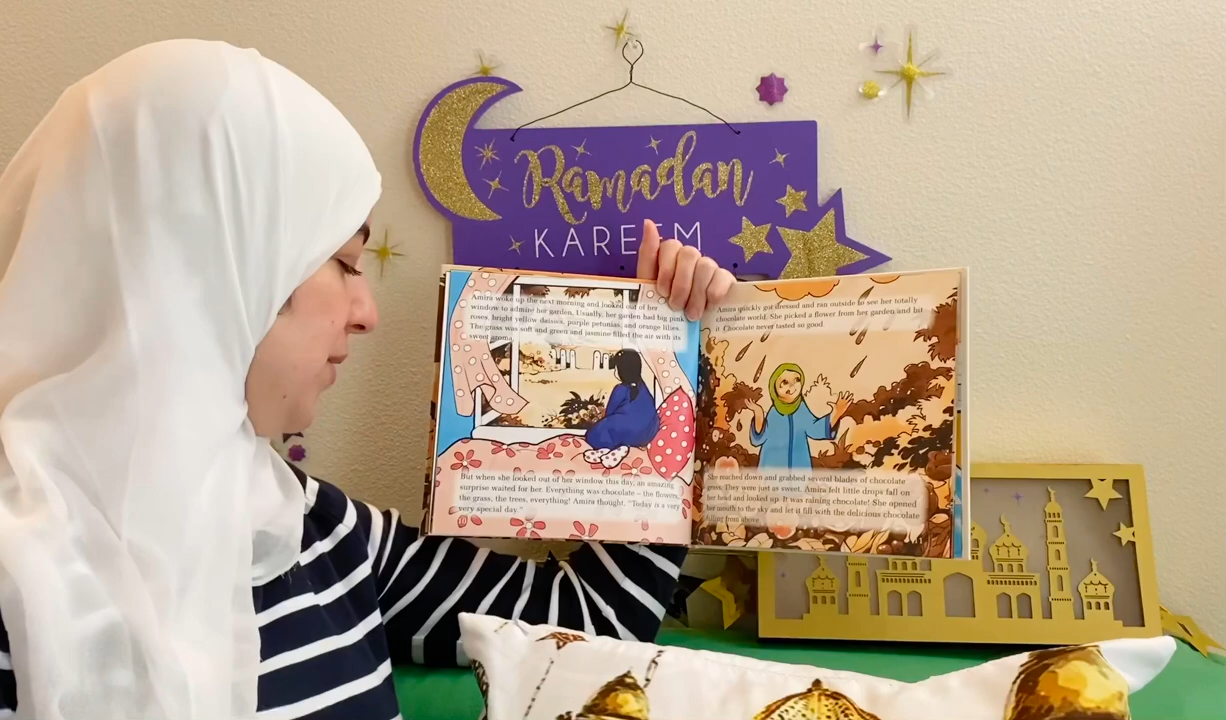 Ramadan
KAREEM
Amira woke up the next morning and looked out of her
window to admire her garden. Usually, her garden had big pink
roses, bright yellow daisies, purple petunias, and orange lilies.
The grass was soft and green and jasmine filled the air with its
sweet aroma.
But when she looked out of her window this day, an amazing
surprise waited for her. Everything was chocolate – the flowers,
the grass, the trees, everything! Amira thought, "Today is a very
very special day."
10
Amira quickly got dressed and ran outside to see her totally
chocolate world. She picked a flower from her garden and bit
it. Chocolate never tasted so good.
She reached down and grabbed several blades of chocolate
grass. They were just as sweet. Amira felt little drops fall on
her head and looked up. It was raining chocolate! She opened
her mouth to the sky and let it fill with the delicious chocolate
falling from above.